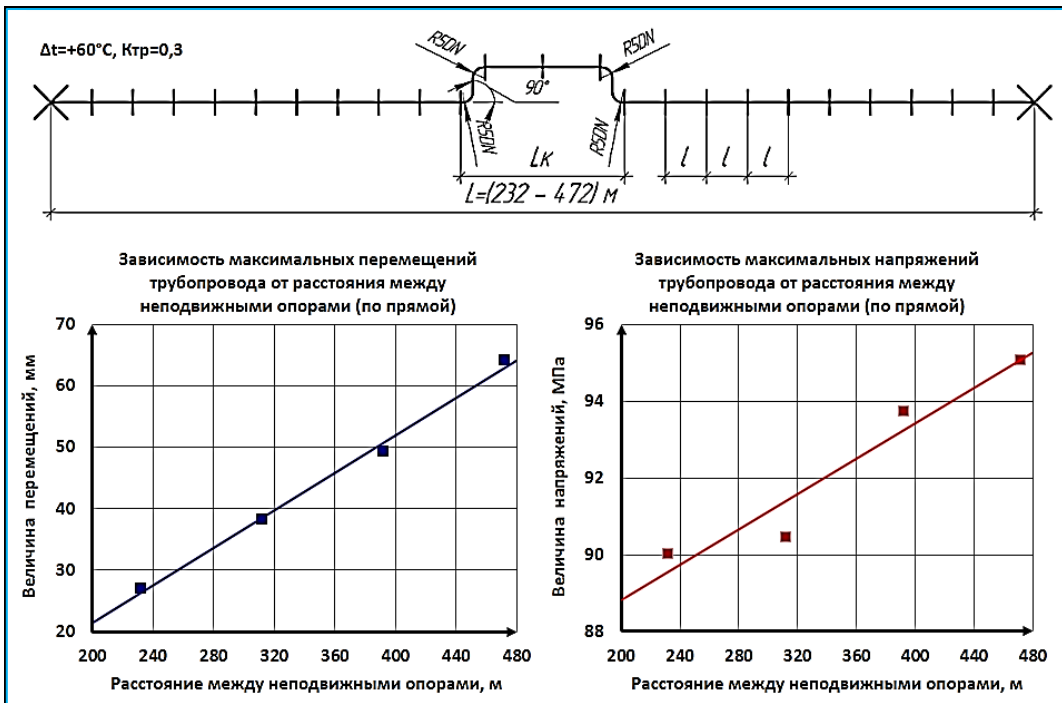 Δt=+60°C, Kтр=0,3
R5DN
R5DN
90°
R5DN
R5DN
Lк
l
l
l
L=(232 – 472) м
Зависимость максимальных перемещений
трубопровода от расстояния между
неподвижными опорами (по прямой)
70
60
50
40
30
20
200
240
280
320
360
400
440
480
Величина перемещений, мм
Расстояние между неподвижными опорами, м
Зависимость максимальных напряжений
трубопровода от расстояния между
неподвижными опорами (по прямой)
96
94
92
90
88
200
240
280
320
360
400
440
480
Величина напряжений, МПа
Расстояние между неподвижными опорами, м